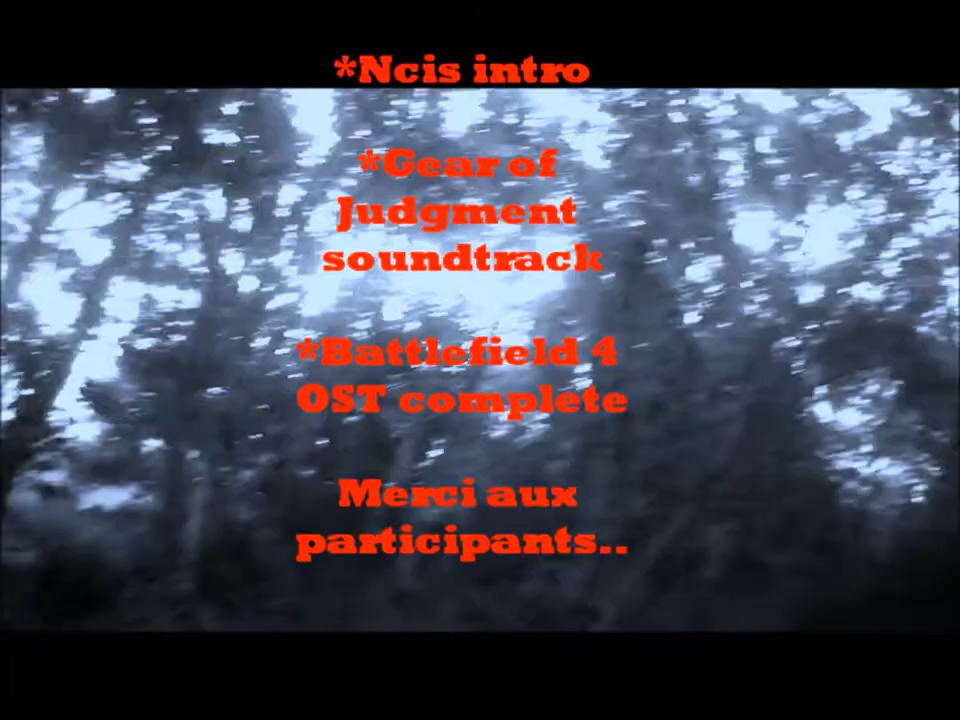 *Ncis intro
*Gear of
Judgment
soundtrack
*Battlefield 4
OST complete
Merci aux
participants..